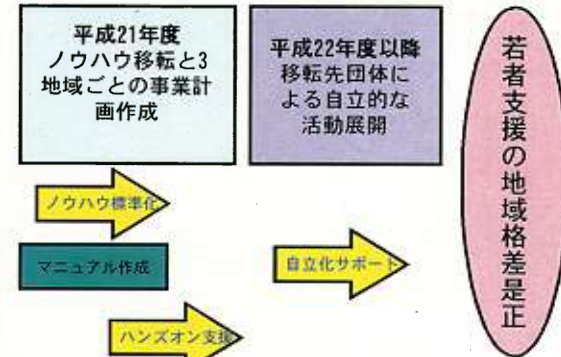 平成21年度
ノウハウ移転と3
地域ごとの事業計
画作成
平成22年度以降
移転先団体に
よる自立的な
活動展開
若者支援の地域格差是正
ノウハウ標準化
マニュアル作成
自立化サポート
ハンズオン支援